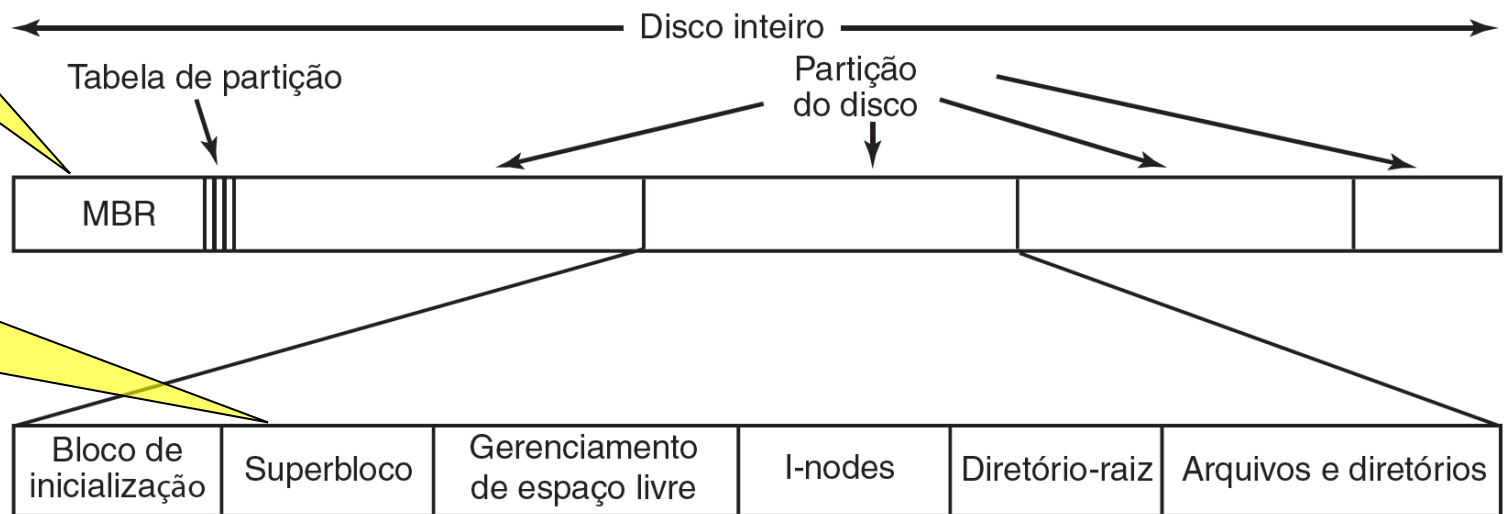 Disco inteiro
Tabela de partição
Partição
do disco
MBR
Bloco de
inicialização
Superbloco
Gerenciamento
de espaço livre
I-nodes
Diretório-raiz
Arquivos e diretórios